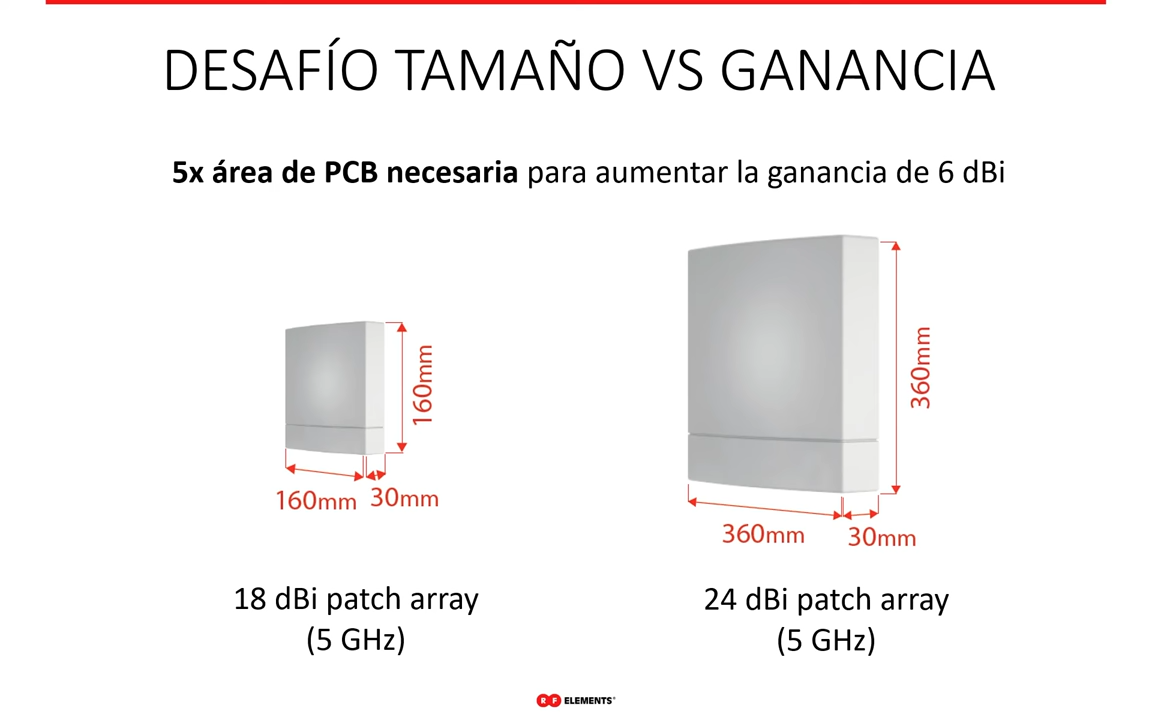 DESAFÍO TAMAÑO VS GANANCIA
5x área de PCB necesaria para aumentar la ganancia de 6 dBi
160mm
160mm 30mm
360mm
360mm 30mm
18 dBi patch array
(5 GHz)
24 dBi patch array
(5 GHz)
RF ELEMENTS®